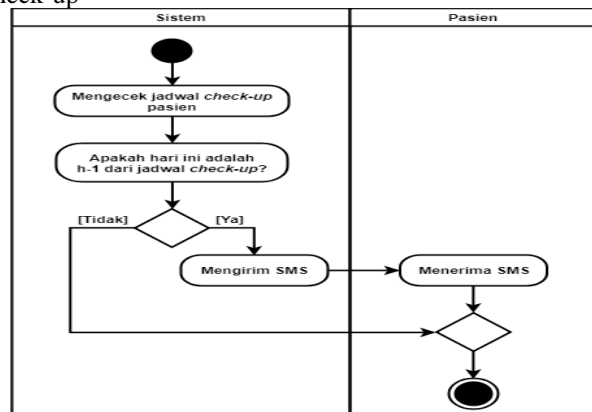 eck-up
Sistem
Pasien
Mengecek jadwal check-up
pasien
Apakah hari ini adalah
h-1 dari jadwal check-up?
[Tidak]
[Ya]
Mengirim SMS
Menerima SMS